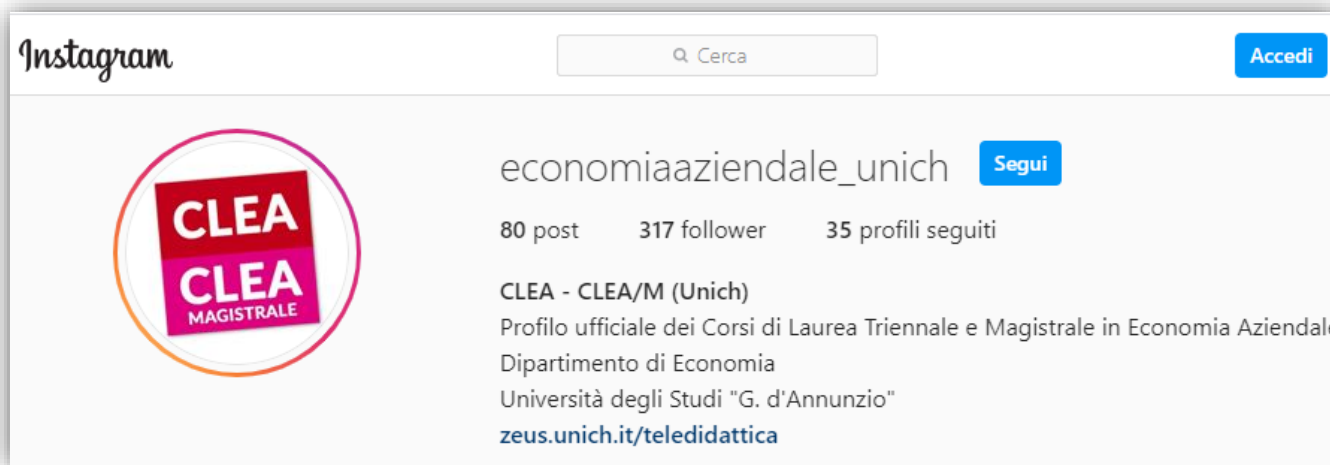 Instagram
Cerca
Accedi
CLEA
CLEA
MAGISTRALE
economiaaziendale_unich
Segui
80 post 317 follower 35 profili seguiti
CLEA - CLEA/M (Unich)
Profilo ufficiale dei Corsi di Laurea Triennale e Magistrale in Economia Aziendale
Dipartimento di Economia
Università degli Studi "G. d'Annunzio"
zeus.unich.it/teledidattica